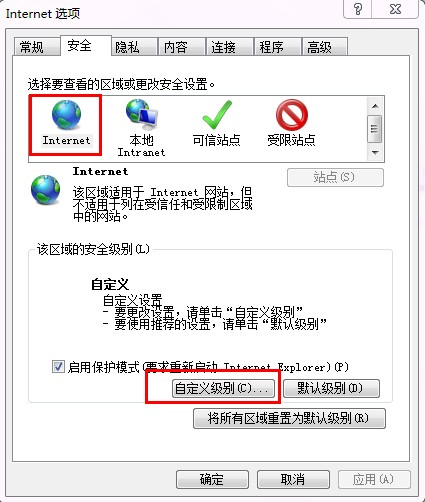 Internet 选项
常规 安全 隐私 内容 连接 程序 高级
选择要查看的区域或更改安全设置。
Internet 本地 Intranet 可信站点 受限站点
Internet
该区域适用于 Internet 网站，但
不适用于列在受信任和受限制区域
中的网站。
站点(S)
该区域的安全级别(L)
自定义
自定义设置
- 要更改设置，请单击“自定义级别”
- 要使用推荐的设置，请单击“默认级别”
启用保护模式(要求重新启动 Internet Explorer)(P)
自定义级别(C)... 默认级别(D)
将所有区域重置为默认级别(R)
确定 取消 应用(A)